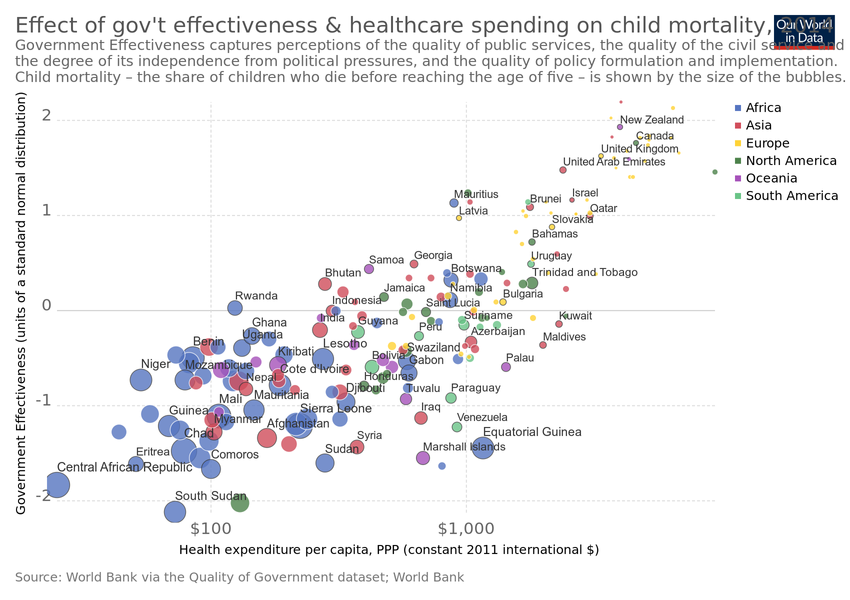 Effect of gov't effectiveness & healthcare spending on child mortality, 2014
Our World
in Data
Government Effectiveness captures perceptions of the quality of public services, the quality of the civil service and
the degree of its independence from political pressures, and the quality of policy formulation and implementation.
Child mortality – the share of children who die before reaching the age of five – is shown by the size of the bubbles.
Government Effectiveness (units of a standard normal distribution)
2
1
0
-1
-2
Africa
Asia
Europe
North America
Oceania
South America
New Zealand
Canada
United Kingdom
United Arab Emirates
Mauritius
Brunei
Israel
Latvia
Qatar
Slovakia
Bahamas
Uruguay
Samoa
Georgia
Bhutan
Botswana
Trinidad and Tobago
Jamaica
Namibia
Rwanda
Indonesia
Saint Lucia
Bulgaria
Ghana
India
Guyana
Peru
Suriname
Kuwait
Uganda
Benin
Lesotho
Azerbaijan
Maldives
Kiribati
Swaziland
Niger
Mozambique
Cote d'Ivoire
Bolivia
Gabon
Palau
Nepal
Honduras
Mauritania
Djibouti
Tuvalu
Paraguay
Mali
Guinea
Myanmar
Sierra Leone
Iraq
Chad
Afghanistan
Venezuela
Syria
Equatorial Guinea
Eritrea
Comoros
Sudan
Marshall Islands
Central African Republic
South Sudan
$100
$1,000
Health expenditure per capita, PPP (constant 2011 international $)
Source: World Bank via the Quality of Government dataset; World Bank